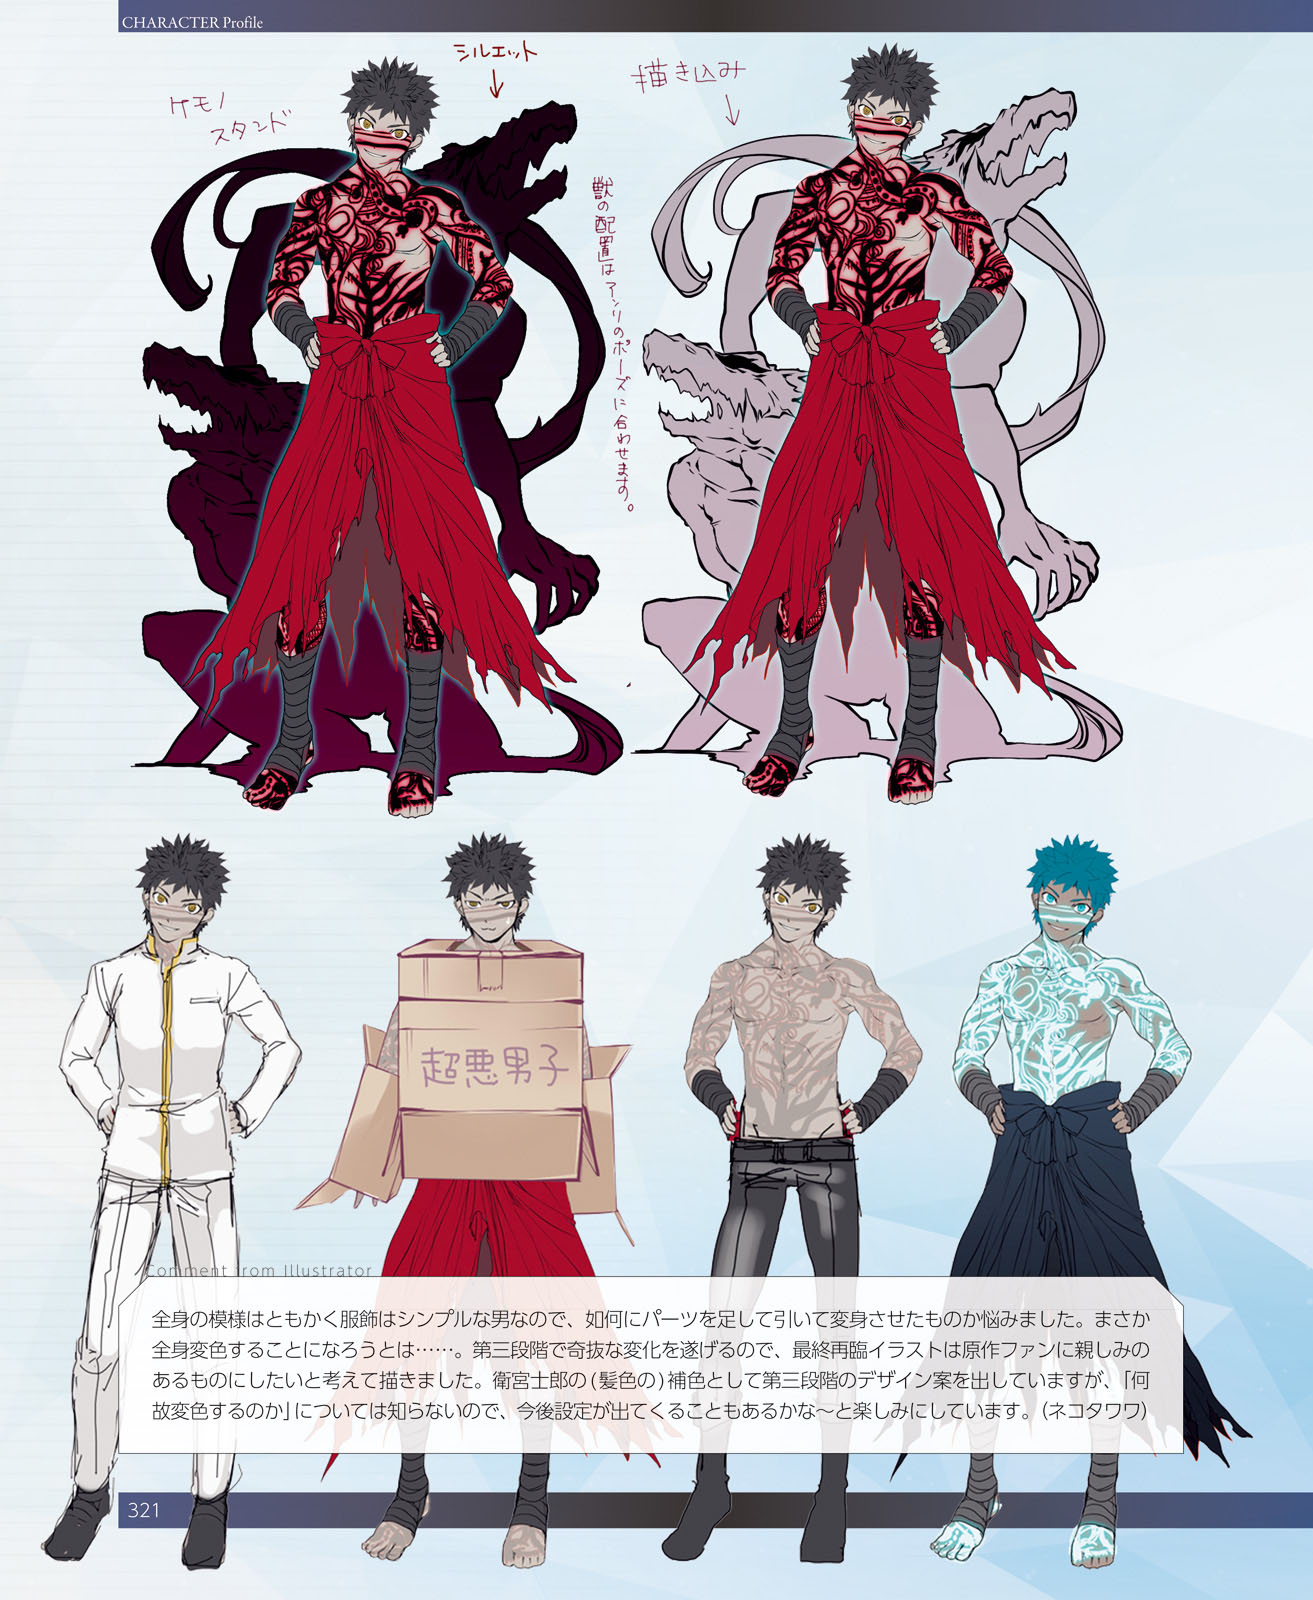 CHARACTER Profile
シルエット
描き込み
ケモノ
スタンド
獣の配置はアンリのポーズに合わせます。
超悪男子
Comment from Illustrator
全身の模様はともかく服飾はシンプルな男なので、如何にパーツを足して引いて変身させたものか悩みました。まさか
全身変色することになろうとは……。第三段階で奇抜な変化を遂げるので、最終再臨イラストは原作ファンに親しみの
あるものにしたいと考えて描きました。衛宮士郎の(髪色の)補色として第三段階のデザイン案を出していますが、「何
故変色するのか」については知らないので、今後設定が出てくることもあるかな〜と楽しみにしています。(ネコタワワ)
321